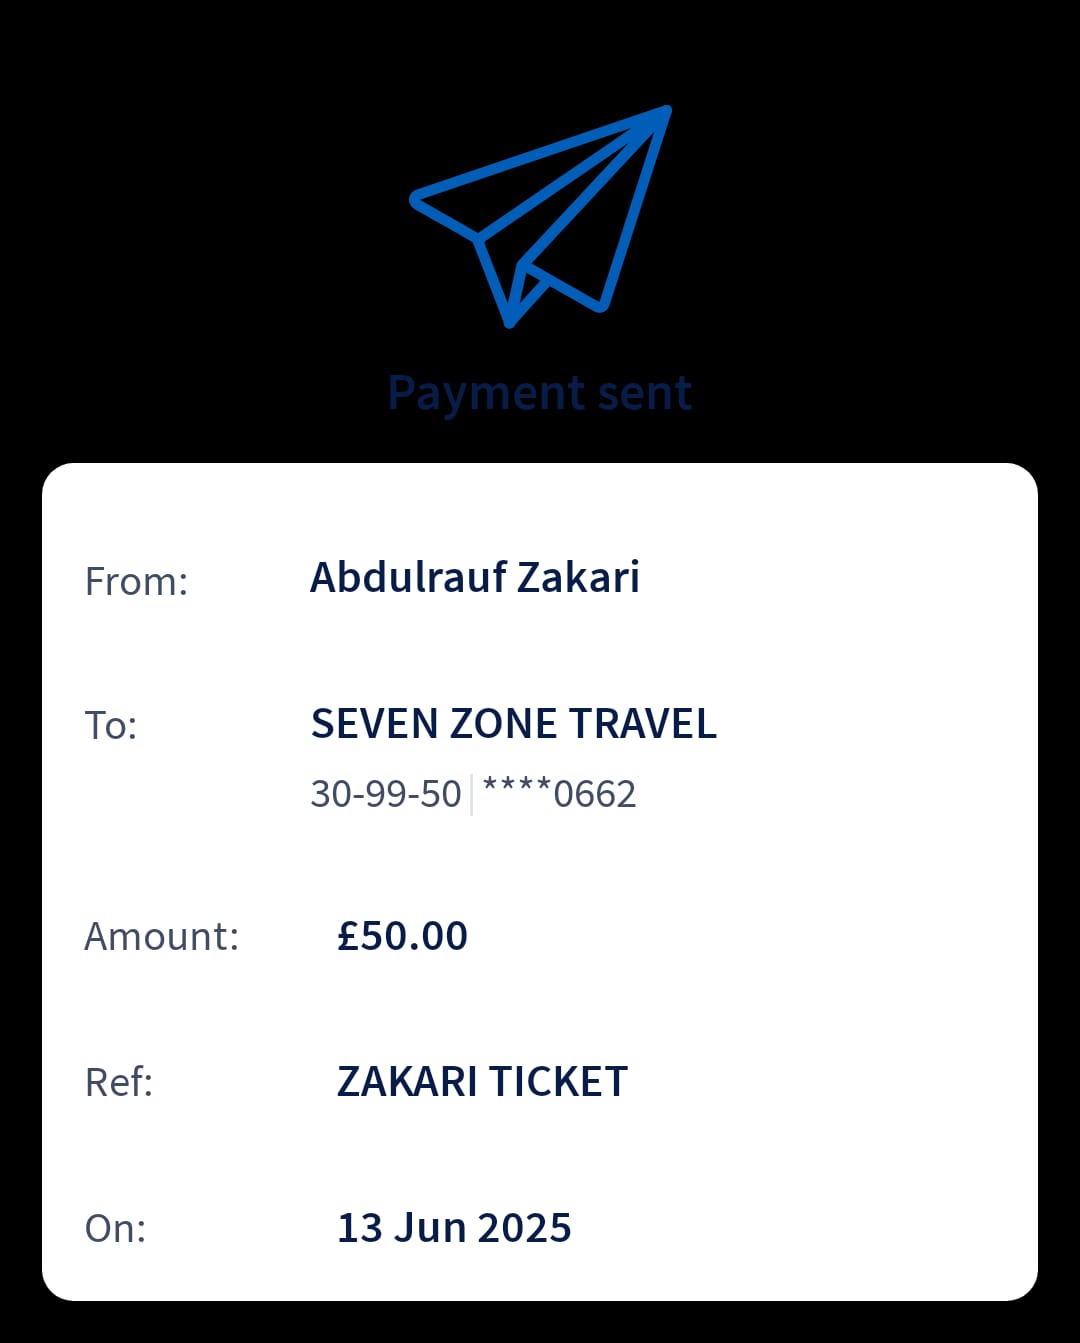 Payment sent
From: Abdulrauf Zakari
To: SEVEN ZONE TRAVEL
30-99-50 | ****0662
Amount: £50.00
Ref: ZAKARI TICKET
On: 13 Jun 2025